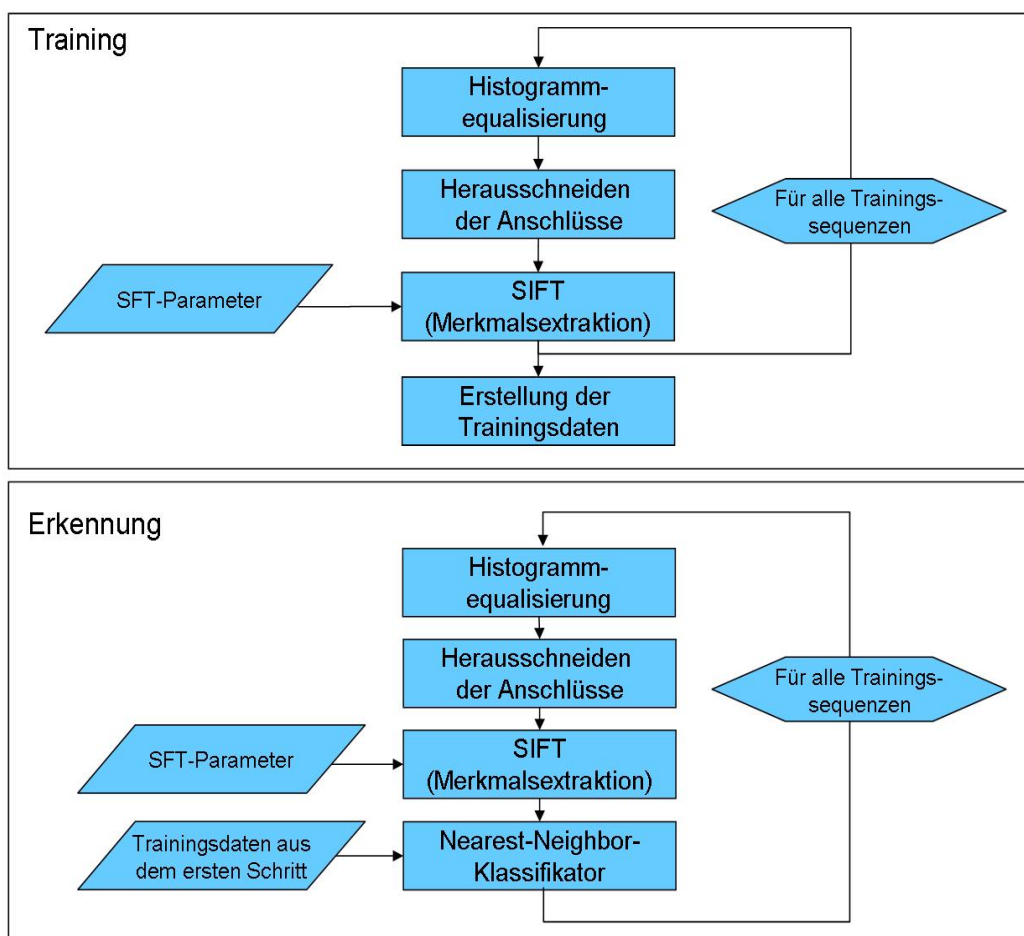 Training
Histogramm-
equalisierung
Herausschneiden
der Anschlüsse
Für alle Trainings-
sequenzen
SFT-Parameter
SIFT
(Merkmalsextraktion)
Erstellung der
Trainingsdaten
Erkennung
Histogramm-
equalisierung
Herausschneiden
der Anschlüsse
Für alle Trainings-
sequenzen
SFT-Parameter
SIFT
(Merkmalsextraktion)
Trainingsdaten aus
dem ersten Schritt
Nearest-Neighbor-
Klassifikator